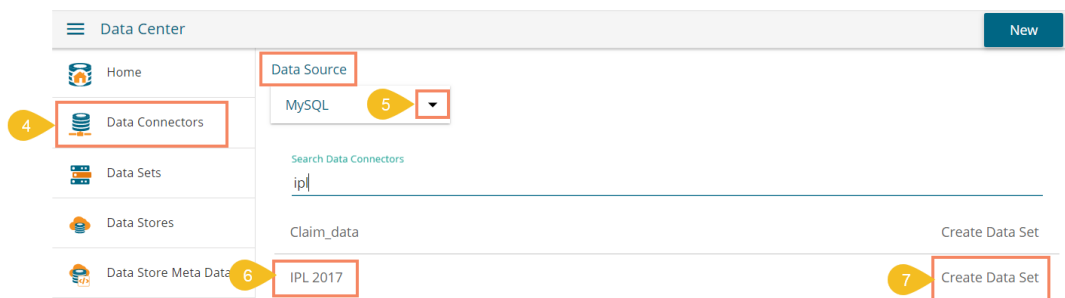 Data Center
New
Home
Data Source
MySQL
5
4
Data Connectors
Search Data Connectors
ipl
Data Sets
Data Stores
Claim_data
Create Data Set
Data Store Meta Data
6
IPL 2017
7
Create Data Set